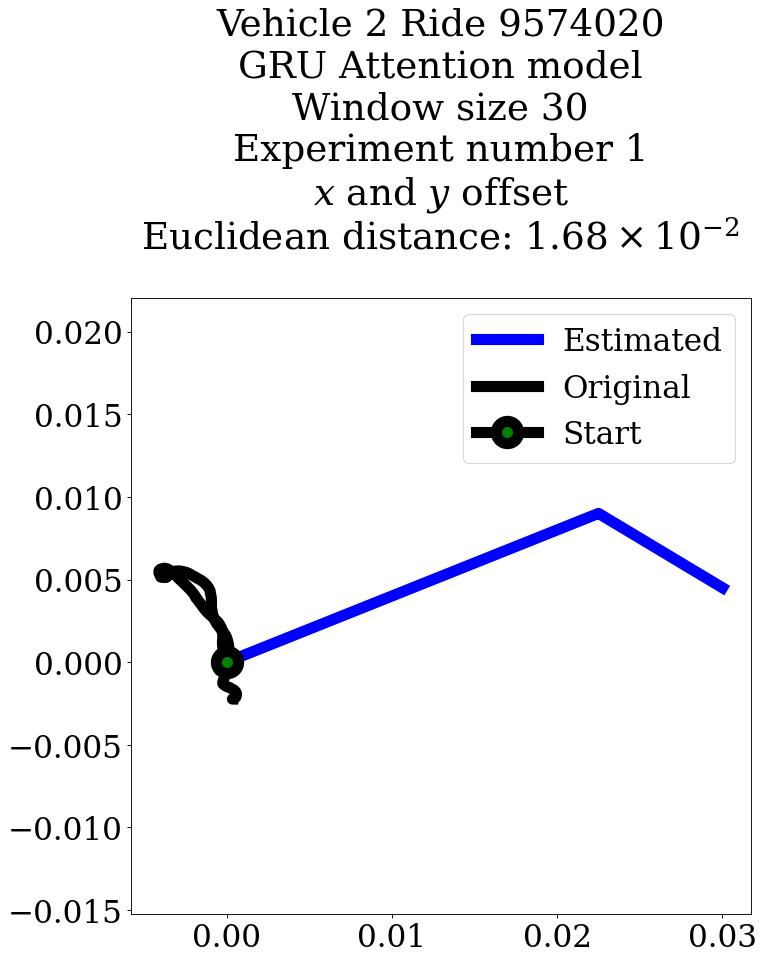 Vehicle 2 Ride 9574020
GRU Attention model
Window size 30
Experiment number 1
x and y offset
Euclidean distance: 1.68 × 10⁻²
Estimated
Original
Start
0.020
0.015
0.010
0.005
0.000
−0.005
−0.010
−0.015
0.00 0.01 0.02 0.03